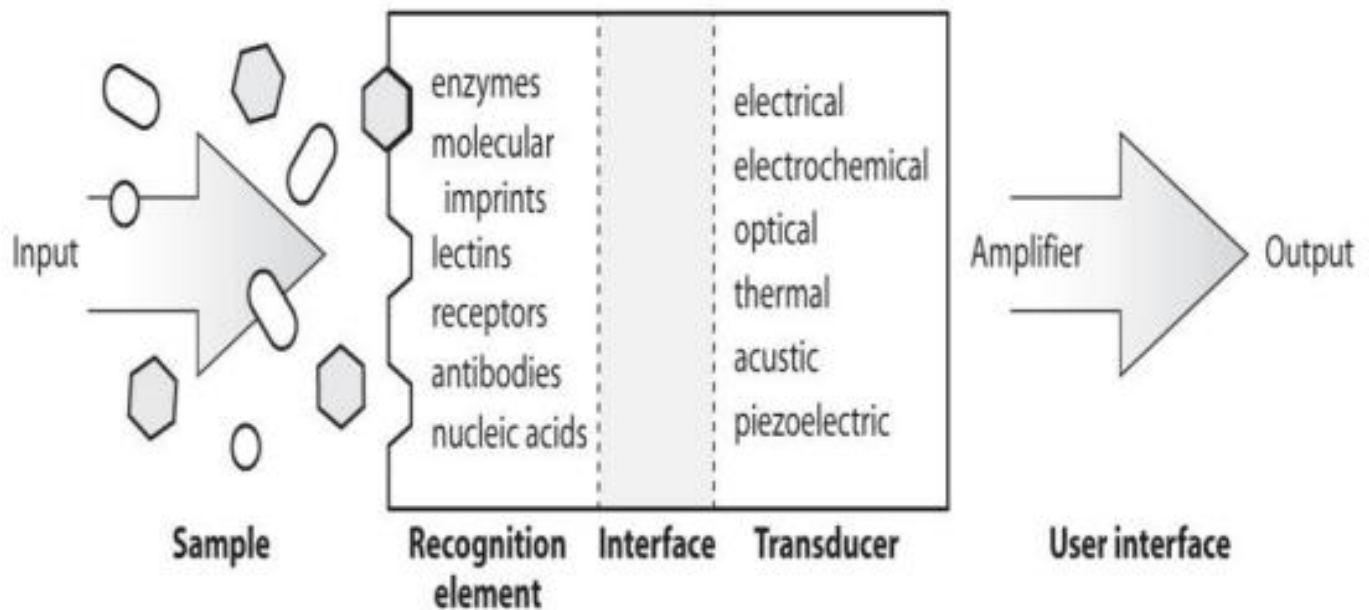 Input
enzymes
molecular
imprints
lectins
receptors
antibodies
nucleic acids
electrical
electrochemical
optical
thermal
acustic
piezoelectric
Amplifier
Output
Sample
Recognition
element
Interface
Transducer
User interface